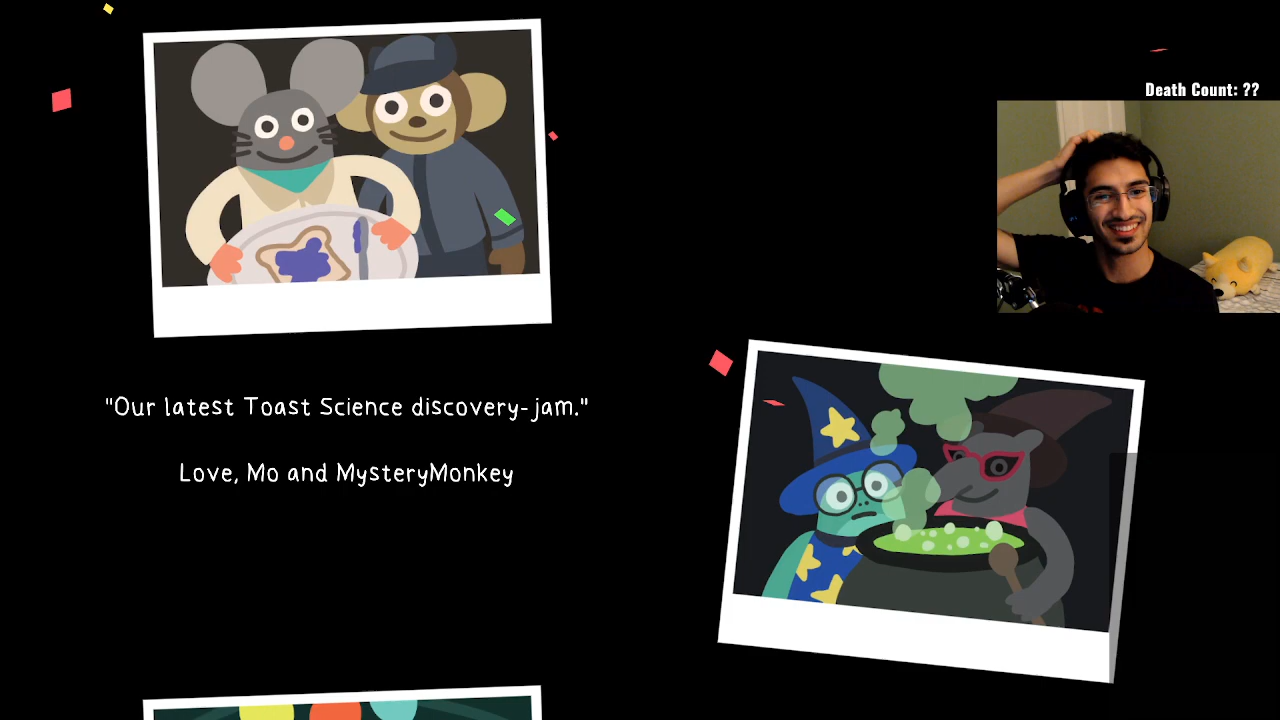 Death Count: ??
"Our latest Toast Science discovery-jam."
Love, Mo and MysteryMonkey